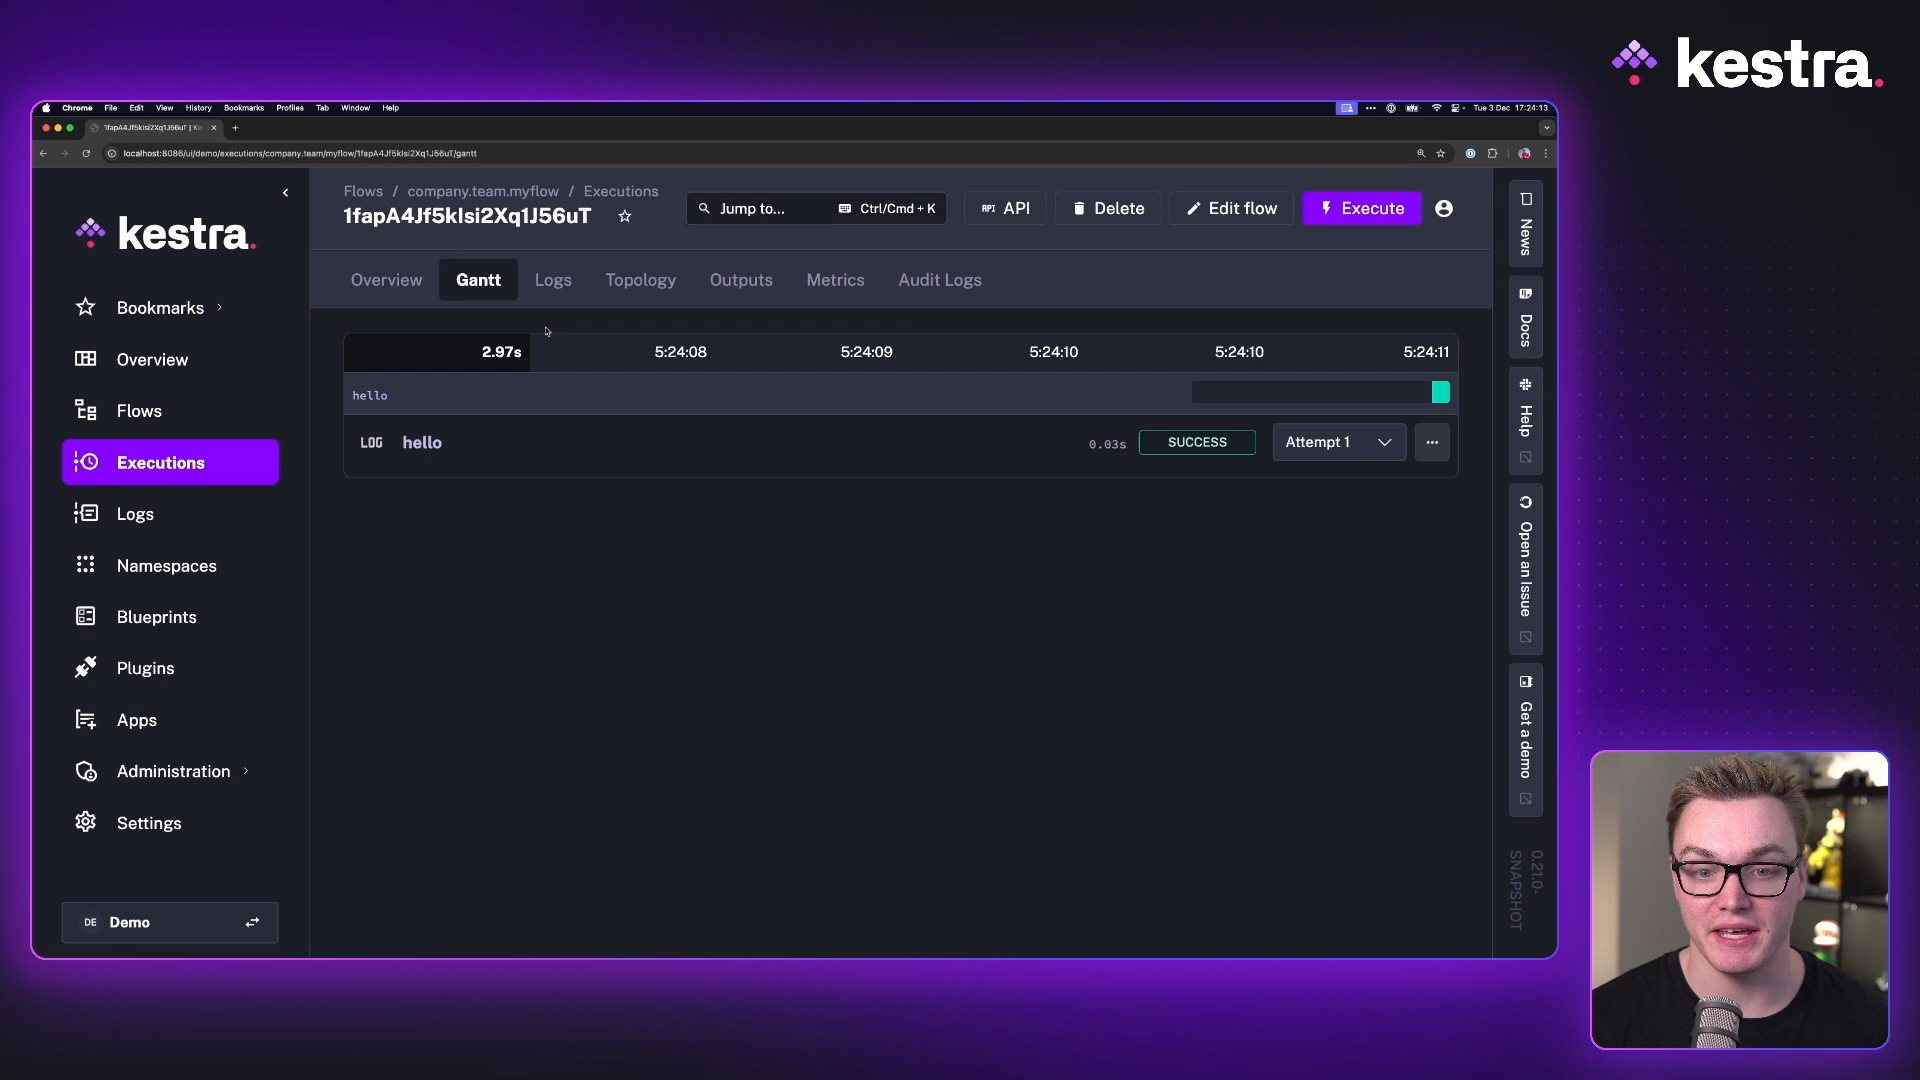 kestra.
Chrome File Edit View History Bookmarks Profiles Tab Window Help
Tue 3 Dec 17:24:13
1fapA4Jf5kIsi2Xq1J56uT | Kes
localhost:8086/ui/demo/executions/company.team/myflow/1fapA4Jf5kIsi2Xq1J56uT/gantt
kestra.
Bookmarks
Overview
Flows
Executions
Logs
Namespaces
Blueprints
Plugins
Apps
Administration
Settings
DE Demo
Flows / company.team.myflow / Executions
1fapA4Jf5kIsi2Xq1J56uT
Jump to... Ctrl/Cmd + K
API API
Delete
Edit flow
Execute
Overview Gantt Logs Topology Outputs Metrics Audit Logs
2.97s 5:24:08 5:24:09 5:24:10 5:24:10 5:24:11
hello
LOG hello 0.03s SUCCESS Attempt 1
News
Docs
Help
Open an Issue
Get a demo
0.21.0-
SNAPSHOT